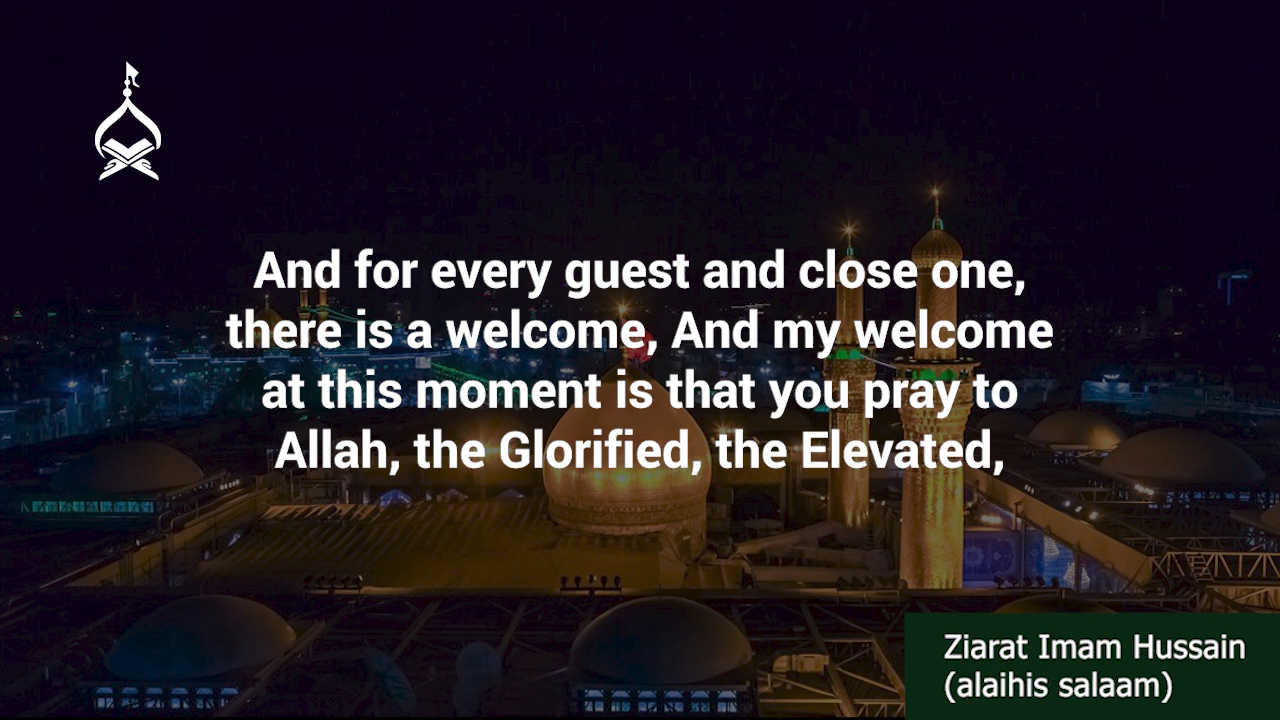 And for every guest and close one,
there is a welcome, And my welcome
at this moment is that you pray to
Allah, the Glorified, the Elevated,
Ziarat Imam Hussain
(alaihis salaam)